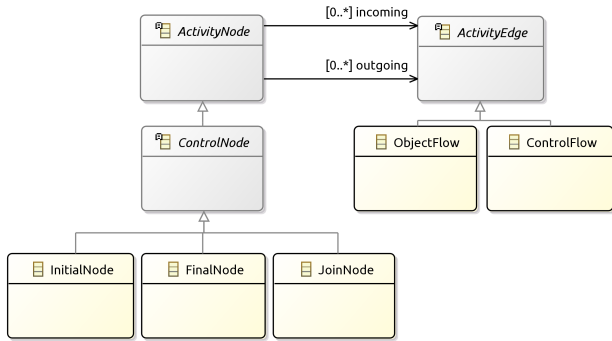 [0..*] incoming
ActivityNode
ActivityEdge
[0..*] outgoing
ControlNode
ObjectFlow
ControlFlow
InitialNode
FinalNode
JoinNode